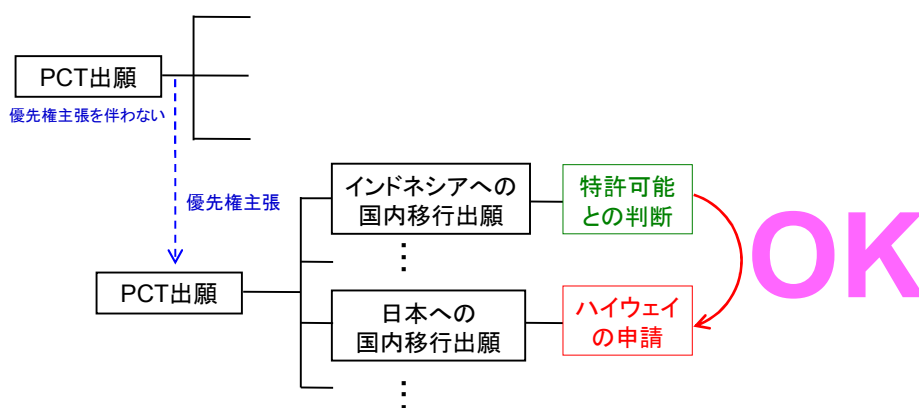 PCT出願
優先権主張を伴わない
優先権主張
PCT出願
インドネシアへの
国内移行出願
特許可能
との判断
OK
日本への
国内移行出願
ハイウェイ
の申請